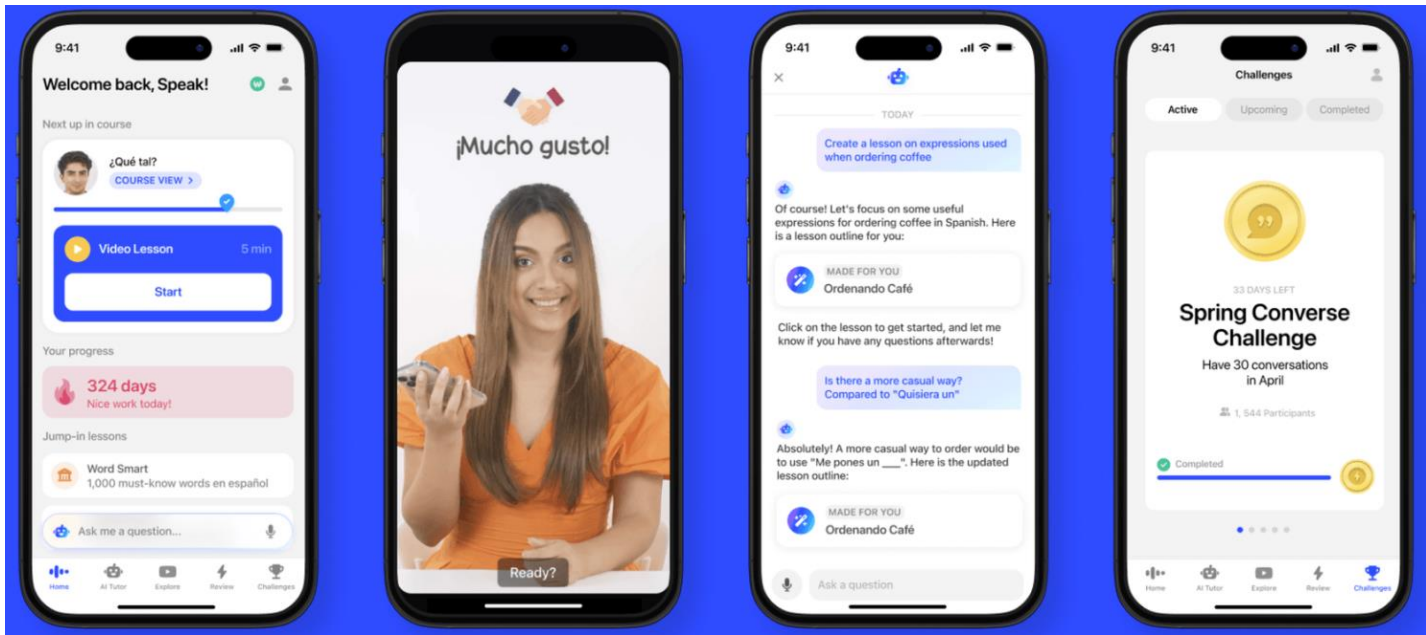 9:41
Welcome back, Speak!
W
Next up in course
¿Qué tal?
COURSE VIEW >
Video Lesson 5 min
Start
Your progress
324 days
Nice work today!
Jump-in lessons
Word Smart
1,000 must-know words en español
Ask me a question...
Home AI Tutor Explore Review Challenges
¡Mucho gusto!
Ready?
9:41
TODAY
Create a lesson on expressions used
when ordering coffee
Of course! Let's focus on some useful
expressions for ordering coffee in Spanish. Here
is a lesson outline for you:
MADE FOR YOU
Ordenando Café
Click on the lesson to get started, and let me
know if you have any questions afterwards!
Is there a more casual way?
Compared to "Quisiera un"
Absolutely! A more casual way to order would be
to use "Me pones un ___". Here is the updated
lesson outline:
MADE FOR YOU
Ordenando Café
Ask a question
9:41
Challenges
Active Upcoming Completed
33 DAYS LEFT
Spring Converse
Challenge
Have 30 conversations
in April
1, 544 Participants
Completed
Home AI Tutor Explore Review Challenges